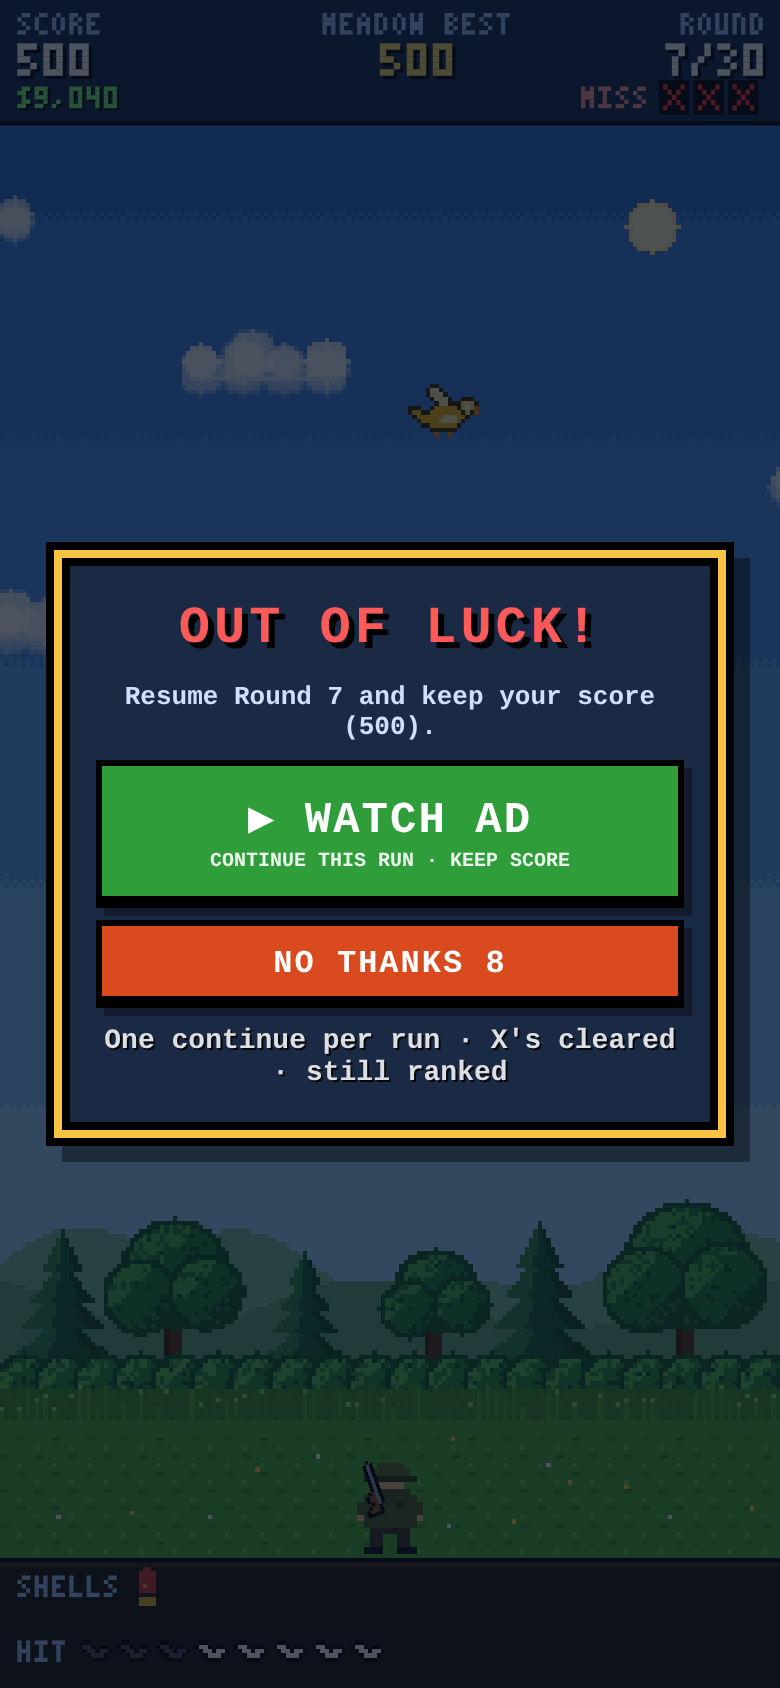 SCORE MEADOW BEST ROUND
500 500 7/30
$9,040 MISS X X X
OUT OF LUCK!
Resume Round 7 and keep your score
(500).
▶ WATCH AD
CONTINUE THIS RUN · KEEP SCORE
NO THANKS 8
One continue per run · X's cleared
· still ranked
SHELLS
HIT